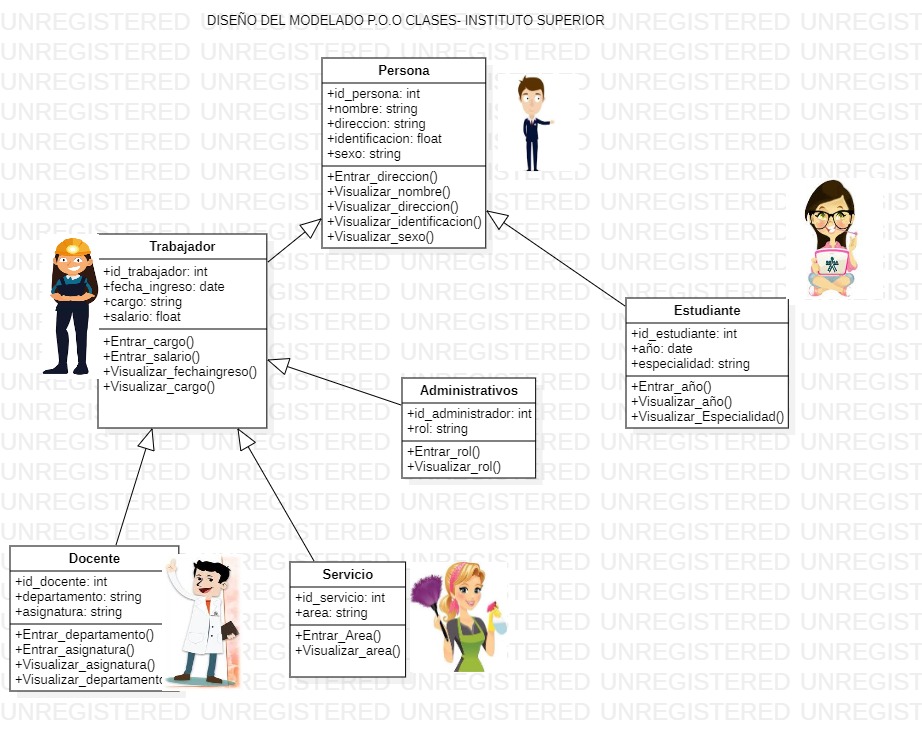 DISEÑO DEL MODELADO P.O.O CLASES- INSTITUTO SUPERIOR
Persona
+id_persona: int
+nombre: string
+direccion: string
+identificacion: float
+sexo: string
+Entrar_direccion()
+Visualizar_nombre()
+Visualizar_direccion()
+Visualizar_identificacion()
+Visualizar_sexo()
Trabajador
+id_trabajador: int
+fecha_ingreso: date
+cargo: string
+salario: float
+Entrar_cargo()
+Entrar_salario()
+Visualizar_fechaingreso()
+Visualizar_cargo()
Estudiante
+id_estudiante: int
+año: date
+especialidad: string
+Entrar_año()
+Visualizar_año()
+Visualizar_Especialidad()
Administrativos
+id_administrador: int
+rol: string
+Entrar_rol()
+Visualizar_rol()
Docente
+id_docente: int
+departamento: string
+asignatura: string
+Entrar_departamento()
+Entrar_asignatura()
+Visualizar_asignatura()
+Visualizar_departamento
Servicio
+id_servicio: int
+area: string
+Entrar_Area()
+Visualizar_area()
UNREGISTERED